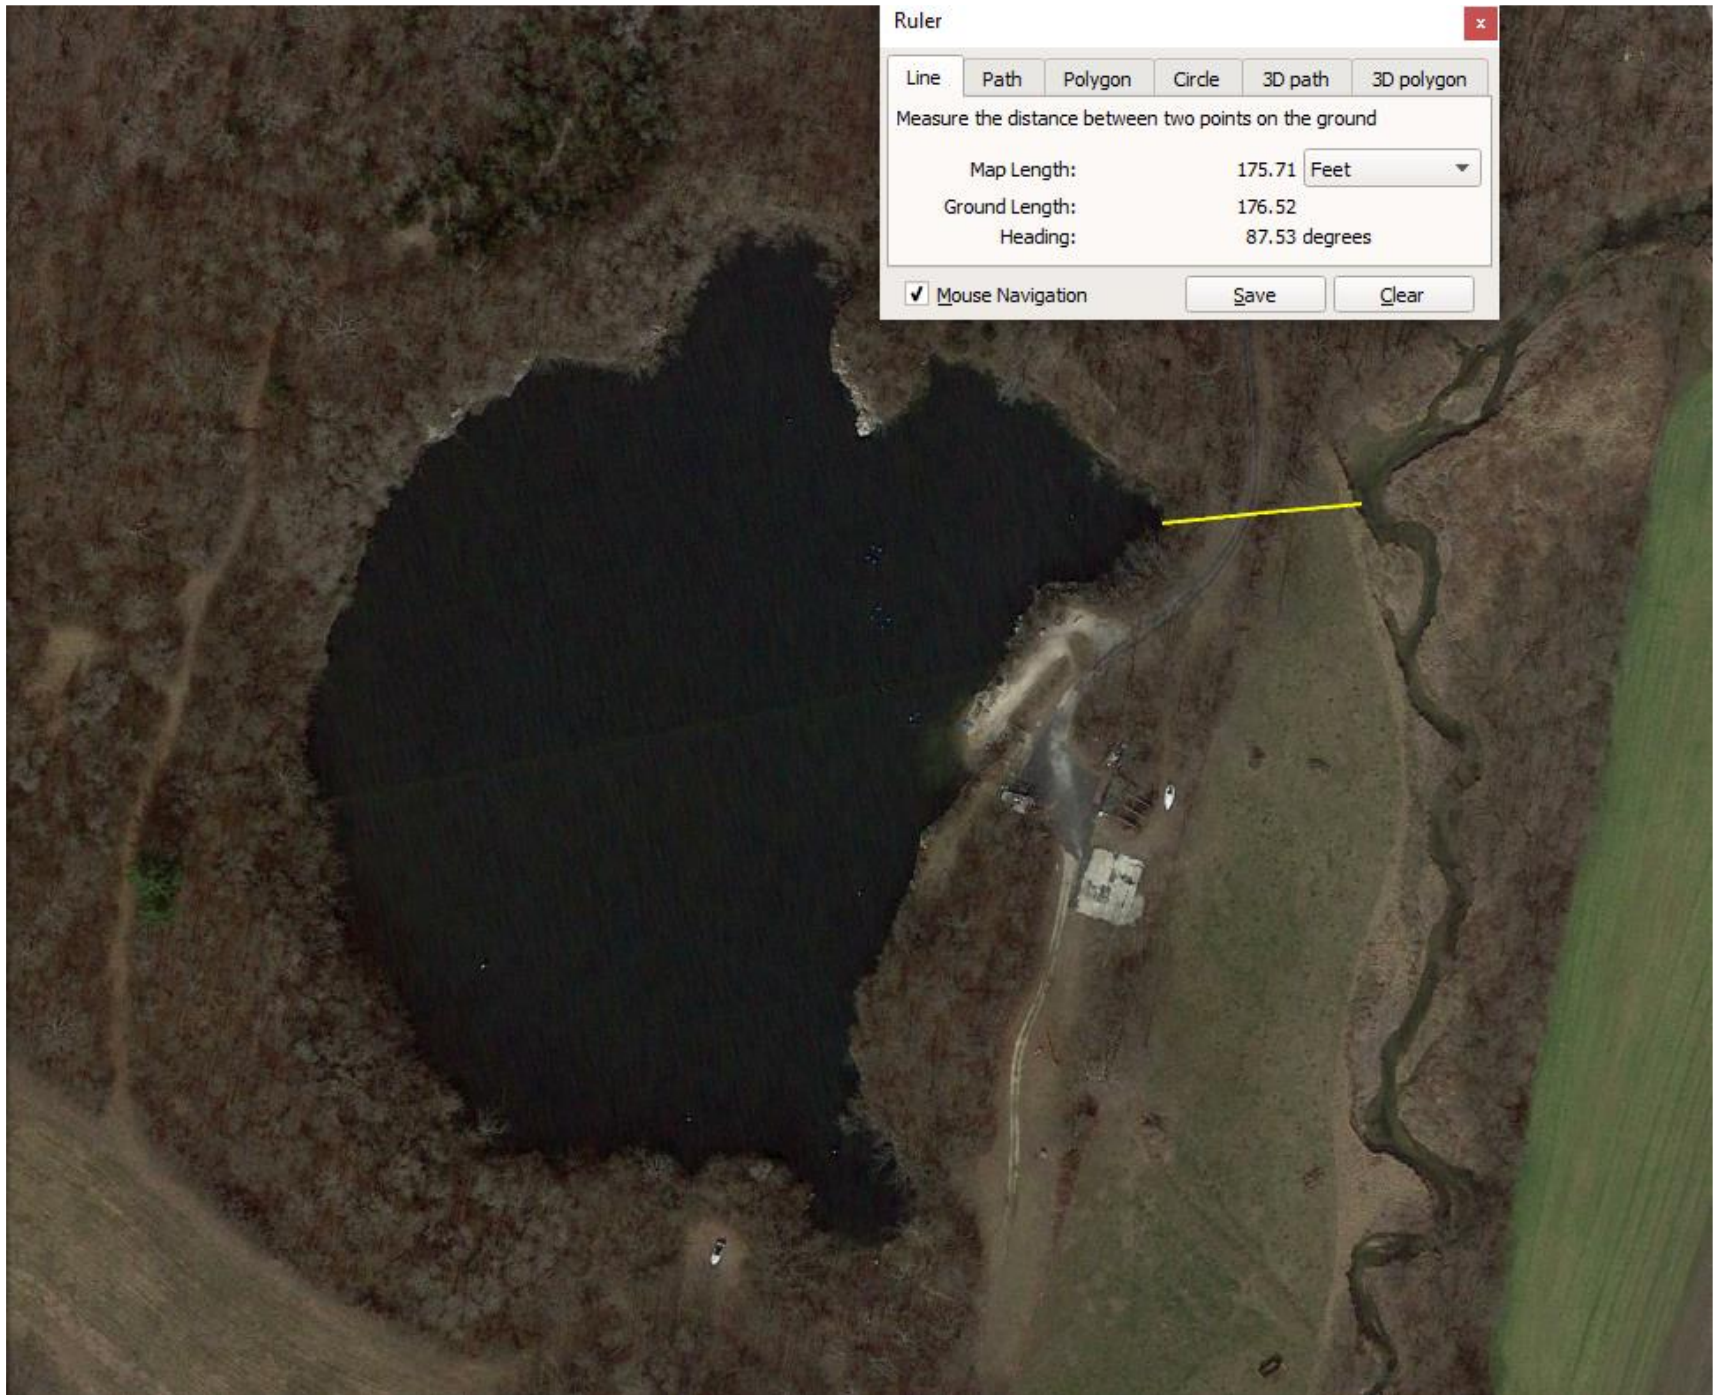 Ruler
x
Line Path Polygon Circle 3D path 3D polygon
Measure the distance between two points on the ground
Map Length: 175.71 Feet
Ground Length: 176.52
Heading: 87.53 degrees
Mouse Navigation Save Clear